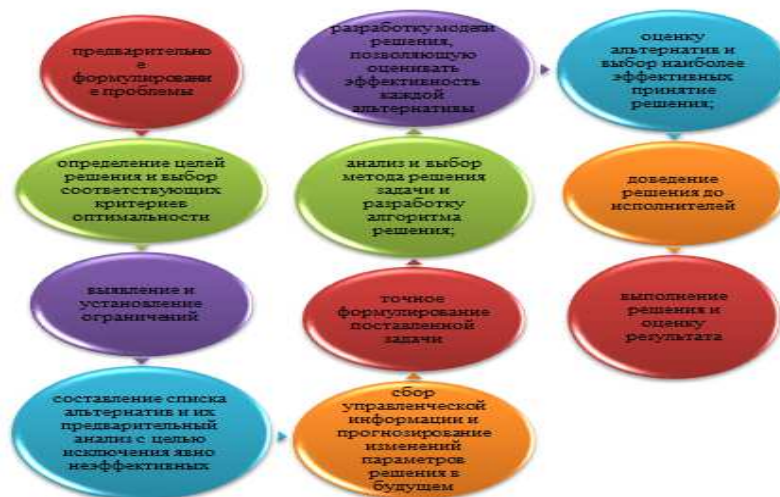 предварительно
е
формулировани
е проблемы
определение целей
решения и выбор
соответствующих
критериев
оптимальности
выявление и
установление
ограничений
составление списка
альтернатив и их
предварительный
анализ с целью
исключения явно
неэффективных
сбор
управленческой
информации и
прогнозирование
изменений
параметров
решения в
будущем
точное
формулирование
поставленной
задачи
анализ и выбор
метода решения
задачи и
разработку
алгоритма
решения;
разработку модели
решения,
позволяющую
оценивать
эффективность
каждой
альтернативы
оценку
альтернатив и
выбор наиболее
эффективных
принятие
решения;
доведение
решения до
исполнителей
выполнение
решения и
оценку
результата